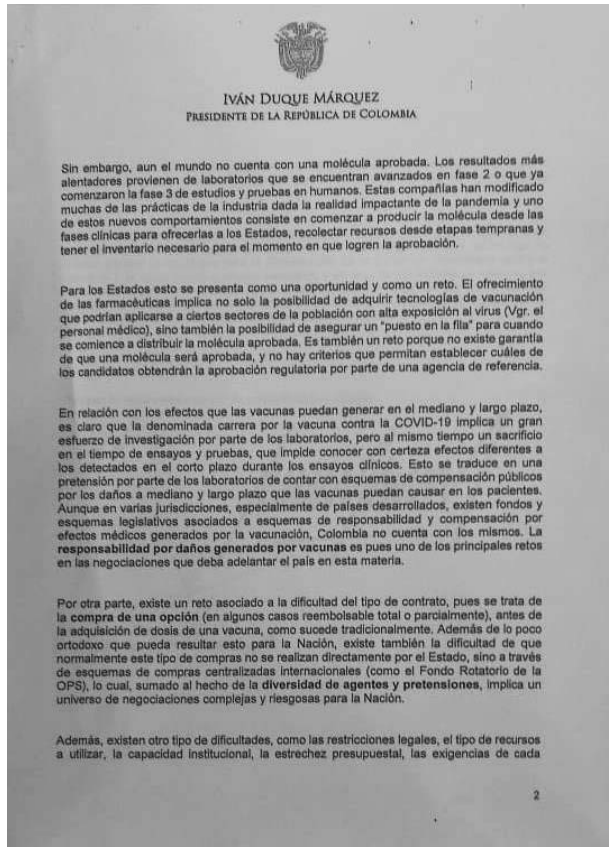 IVÁN DUQUE MÁRQUEZ
PRESIDENTE DE LA REPÚBLICA DE COLOMBIA
Sin embargo, aun el mundo no cuenta con una molécula aprobada. Los resultados más
alentadores provienen de laboratorios que se encuentran avanzados en fase 2 o que ya
comenzaron la fase 3 de estudios y pruebas en humanos. Estas compañías han modificado
muchas de las prácticas de la industria dada la realidad impactante de la pandemia y uno
de estos nuevos comportamientos consiste en comenzar a producir la molécula desde las
fases clínicas para ofrecerlas a los Estados, recolectar recursos desde etapas tempranas y
tener el inventario necesario para el momento en que logren la aprobación.
Para los Estados esto se presenta como una oportunidad y como un reto. El ofrecimiento
de las farmacéuticas implica no solo la posibilidad de adquirir tecnologías de vacunación
que podrían aplicarse a ciertos sectores de la población con alta exposición al virus (Vgr. el
personal médico), sino también la posibilidad de asegurar un "puesto en la fila" para cuando
se comience a distribuir la molécula aprobada. Es también un reto porque no existe garantía
de que una molécula será aprobada, y no hay criterios que permitan establecer cuáles de
los candidatos obtendrán la aprobación regulatoria por parte de una agencia de referencia.
En relación con los efectos que las vacunas puedan generar en el mediano y largo plazo,
es claro que la denominada carrera por la vacuna contra la COVID-19 implica un gran
esfuerzo de investigación por parte de los laboratorios, pero al mismo tiempo un sacrificio
en el tiempo de ensayos y pruebas, que impide conocer con certeza efectos diferentes a
los detectados en el corto plazo durante los ensayos clínicos. Esto se traduce en una
pretensión por parte de los laboratorios de contar con esquemas de compensación públicos
por los daños a mediano y largo plazo que las vacunas puedan causar en los pacientes.
Aunque en varias jurisdicciones, especialmente de países desarrollados, existen fondos y
esquemas legislativos asociados a esquemas de responsabilidad y compensación por
efectos médicos generados por la vacunación, Colombia no cuenta con los mismos. La
responsabilidad por daños generados por vacunas es pues uno de los principales retos
en las negociaciones que deba adelantar el país en esta materia.
Por otra parte, existe un reto asociado a la dificultad del tipo de contrato, pues se trata de
la compra de una opción (en algunos casos reembolsable total o parcialmente), antes de
la adquisición de dosis de una vacuna, como sucede tradicionalmente. Además de lo poco
ortodoxo que pueda resultar esto para la Nación, existe también la dificultad de que
normalmente este tipo de compras no se realizan directamente por el Estado, sino a través
de esquemas de compras centralizadas internacionales (como el Fondo Rotatorio de la
OPS), lo cual, sumado al hecho de la diversidad de agentes y pretensiones, implica un
universo de negociaciones complejas y riesgosas para la Nación.
Además, existen otro tipo de dificultades, como las restricciones legales, el tipo de recursos
a utilizar, la capacidad institucional, la estrechez presupuestal, las exigencias de cada
2